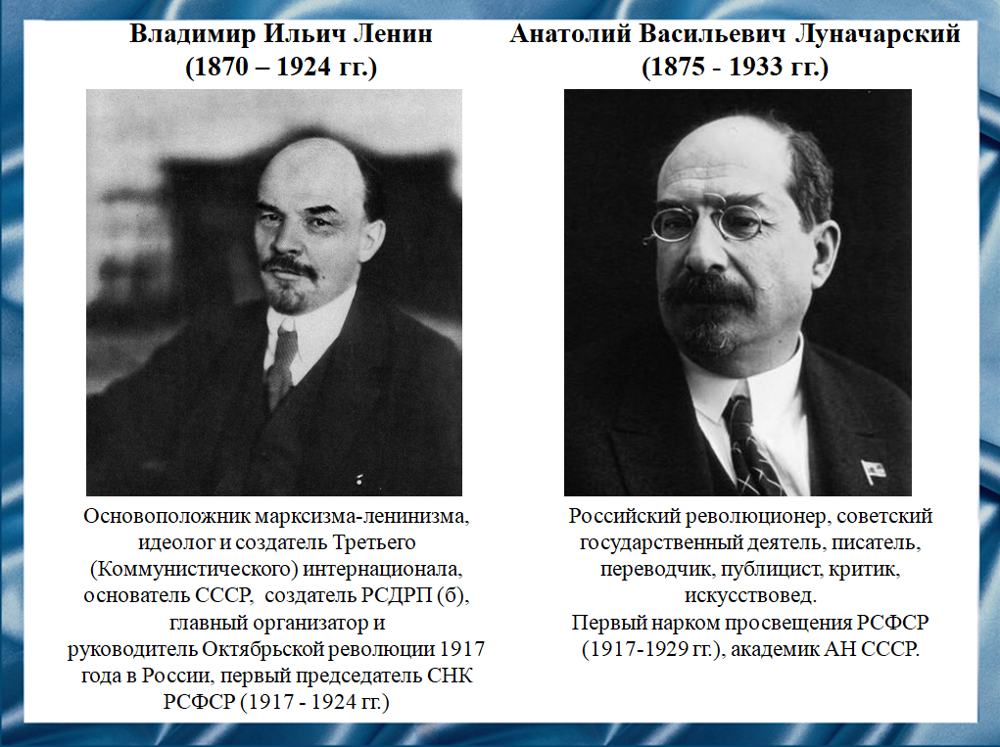 Владимир Ильич Ленин
(1870 – 1924 гг.)
Основоположник марксизма-ленинизма,
идеолог и создатель Третьего
(Коммунистического) интернационала,
основатель СССР,  создатель РСДРП (б),
главный организатор и
руководитель Октябрьской революции 1917
года в России, первый председатель СНК
РСФСР (1917 - 1924 гг.)
Анатолий Васильевич Луначарский
(1875 - 1933 гг.)
Российский революционер, советский
государственный деятель, писатель,
переводчик, публицист, критик,
искусствовед.
Первый нарком просвещения РСФСР
(1917-1929 гг.), академик АН СССР.